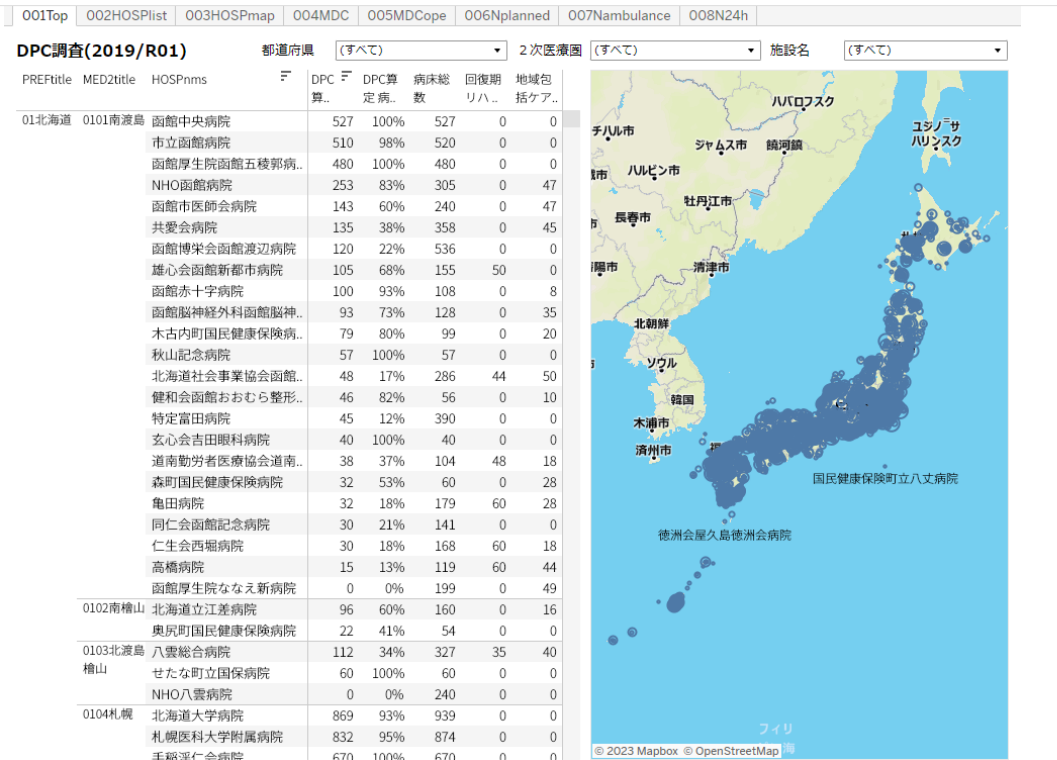 001Top 002HOSPlist 003HOSPmap 004MDC 005MDCope 006Nplanned 007Nambulance 008N24h
DPC調査(2019/R01) 都道府県 (すべて) 2次医療圏 (すべて) 施設名 (すべて)
PREFtitle MED2title HOSPnms DPC算.. DPC算定 病.. 病床総数 回復期リハ.. 地域包括ケア..
01北海道 0101南渡島 函館中央病院 527 100% 527 0 0
市立函館病院 510 98% 520 0 0
函館厚生院函館五稜郭病.. 480 100% 480 0 0
NHO函館病院 253 83% 305 0 47
函館市医師会病院 143 60% 240 0 47
共愛会病院 135 38% 358 0 45
函館博栄会函館渡辺病院 120 22% 536 0 0
雄心会函館新都市病院 105 68% 155 50 0
函館赤十字病院 100 93% 108 0 8
函館脳神経外科函館脳神.. 93 73% 128 0 35
木古内町国民健康保険病.. 79 80% 99 0 20
秋山記念病院 57 100% 57 0 0
北海道社会事業協会函館.. 48 17% 286 44 50
健和会函館おおむら整形.. 46 82% 56 0 10
特定富田病院 45 12% 390 0 0
玄心会吉田眼科病院 40 100% 40 0 0
道南勤労者医療協会道南.. 38 37% 104 48 18
森町国民健康保険病院 32 53% 60 0 28
亀田病院 32 18% 179 60 28
同仁会函館記念病院 30 21% 141 0 0
仁生会西堀病院 30 18% 168 60 18
高橋病院 15 13% 119 60 44
函館厚生院ななえ新病院 0 0% 199 0 49
0102南檜山 北海道立江差病院 96 60% 160 0 16
奥尻町国民健康保険病院 22 41% 54 0 0
0103北渡島檜山 八雲総合病院 112 34% 327 35 40
せたな町立国保病院 60 100% 60 0 0
NHO八雲病院 0 0% 240 0 0
0104札幌 北海道大学病院 869 93% 939 0 0
札幌医科大学附属病院 832 95% 874 0 0
手稲渓仁会病院 670 100% 670 0 0
ハバロフスク
チハル市
ユジノ=サハリンスク
ジャムス市 饒河鎮
ハルビン市
牡丹江市
長春市
清津市
北朝鮮
ソウル
韓国
木浦市
済州市
国民健康保険町立八丈病院
徳洲会屋久島徳洲会病院
フィリ
海
© 2023 Mapbox © OpenStreetMap